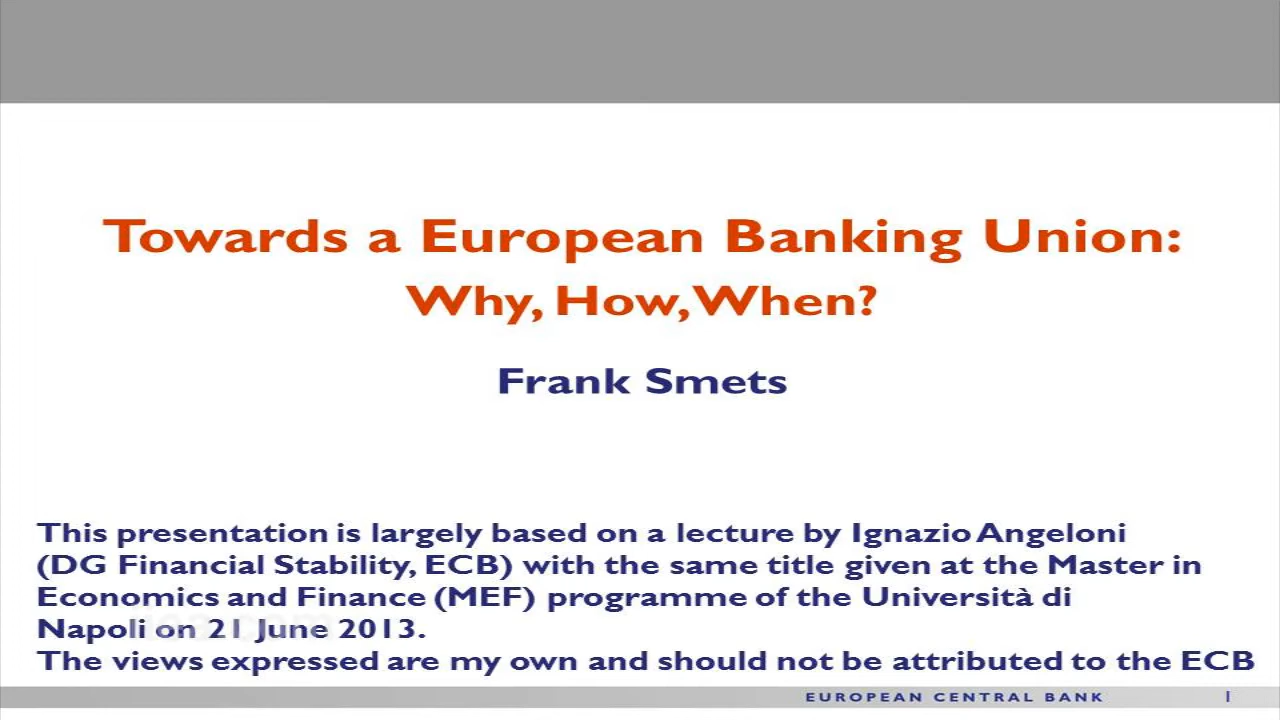 Towards a European Banking Union:
Why, How, When?
Frank Smets
This presentation is largely based on a lecture by Ignazio Angeloni
(DG Financial Stability, ECB) with the same title given at the Master in
Economics and Finance (MEF) programme of the Università di
Napoli on 21 June 2013.
The views expressed are my own and should not be attributed to the ECB
EUROPEAN CENTRAL BANK 1